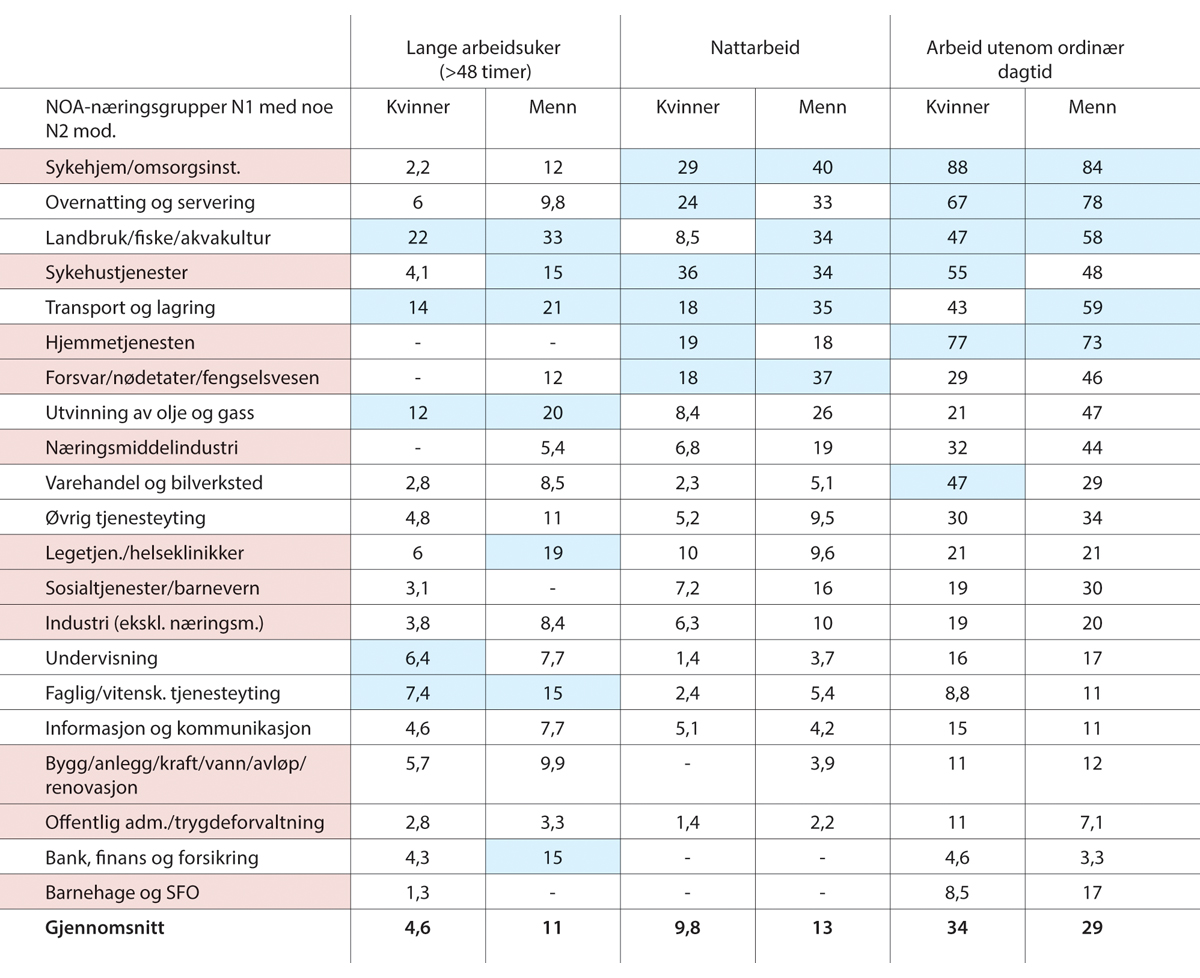 Lange arbeidsuker Nattarbeid Arbeid utenom ordinær
(>48 timer) dagtid
NOA-næringsgrupper N1 med noe Kvinner Menn Kvinner Menn Kvinner Menn
N2 mod.
Sykehjem/omsorgsinst. 2,2 12 29 40 88 84
Overnatting og servering 6 9,8 24 33 67 78
Landbruk/fiske/akvakultur 22 33 8,5 34 47 58
Sykehustjenester 4,1 15 36 34 55 48
Transport og lagring 14 21 18 35 43 59
Hjemmetjenesten - - 19 18 77 73
Forsvar/nødetater/fengselsvesen - 12 18 37 29 46
Utvinning av olje og gass 12 20 8,4 26 21 47
Næringsmiddelindustri - 5,4 6,8 19 32 44
Varehandel og bilverksted 2,8 8,5 2,3 5,1 47 29
Øvrig tjenesteyting 4,8 11 5,2 9,5 30 34
Legetjen./helseklinikker 6 19 10 9,6 21 21
Sosialtjenester/barnevern 3,1 - 7,2 16 19 30
Industri (ekskl. næringsm.) 3,8 8,4 6,3 10 19 20
Undervisning 6,4 7,7 1,4 3,7 16 17
Faglig/vitensk. tjenesteyting 7,4 15 2,4 5,4 8,8 11
Informasjon og kommunikasjon 4,6 7,7 5,1 4,2 15 11
Bygg/anlegg/kraft/vann/avløp/ 5,7 9,9 - 3,9 11 12
renovasjon
Offentlig adm./trygdeforvaltning 2,8 3,3 1,4 2,2 11 7,1
Bank, finans og forsikring 4,3 15 - - 4,6 3,3
Barnehage og SFO 1,3 - - - 8,5 17
Gjennomsnitt 4,6 11 9,8 13 34 29